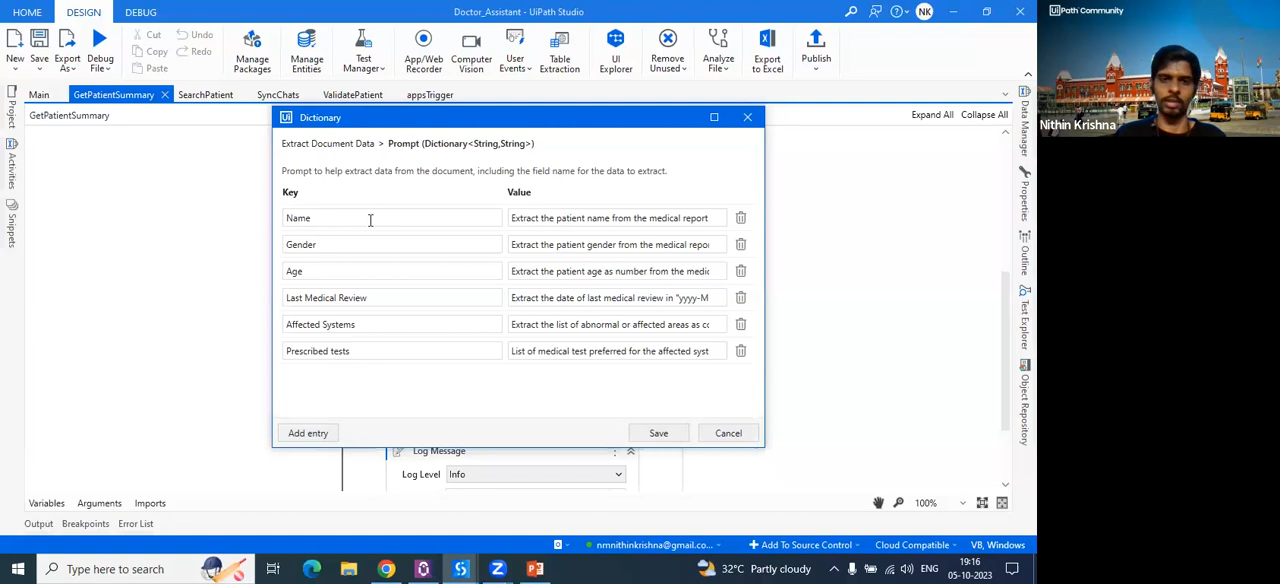 HOME
DESIGN
DEBUG
Doctor_Assistant - UiPath Studio
NK
New
Save
Export As
Debug File
Cut
Copy
Paste
Undo
Redo
Manage Packages
Manage Entities
Test Manager
App/Web Recorder
Computer Vision
User Events
Table Extraction
UI Explorer
Remove Unused
Analyze File
Export to Excel
Publish
Main
GetPatientSummary
SearchPatient
SyncChats
ValidatePatient
appsTrigger
GetPatientSummary
Expand All
Collapse All
Project
Activities
Snippets
Ui Dictionary
Extract Document Data > Prompt (Dictionary<String,String>)
Prompt to help extract data from the document, including the field name for the data to extract.
Key
Value
Name
Extract the patient name from the medical report
Gender
Extract the patient gender from the medical repo
Age
Extract the patient age as number from the medic
Last Medical Review
Extract the date of last medical review in "yyyy-M
Affected Systems
Extract the list of abnormal or affected areas as co
Prescribed tests
List of medical test preferred for the affected syst
Add entry
Save
Cancel
Log Message
Log Level
Info
Data Manager
Properties
Outline
Test Explorer
Object Repository
Variables
Arguments
Imports
100%
Output
Breakpoints
Error List
0
nmnithinkrishna@gmail.co...
Add To Source Control
Cloud Compatible
VB, Windows
Type here to search
32°C Partly cloudy
ENG
19:16
05-10-2023
UiPath Community
Nithin Krishna